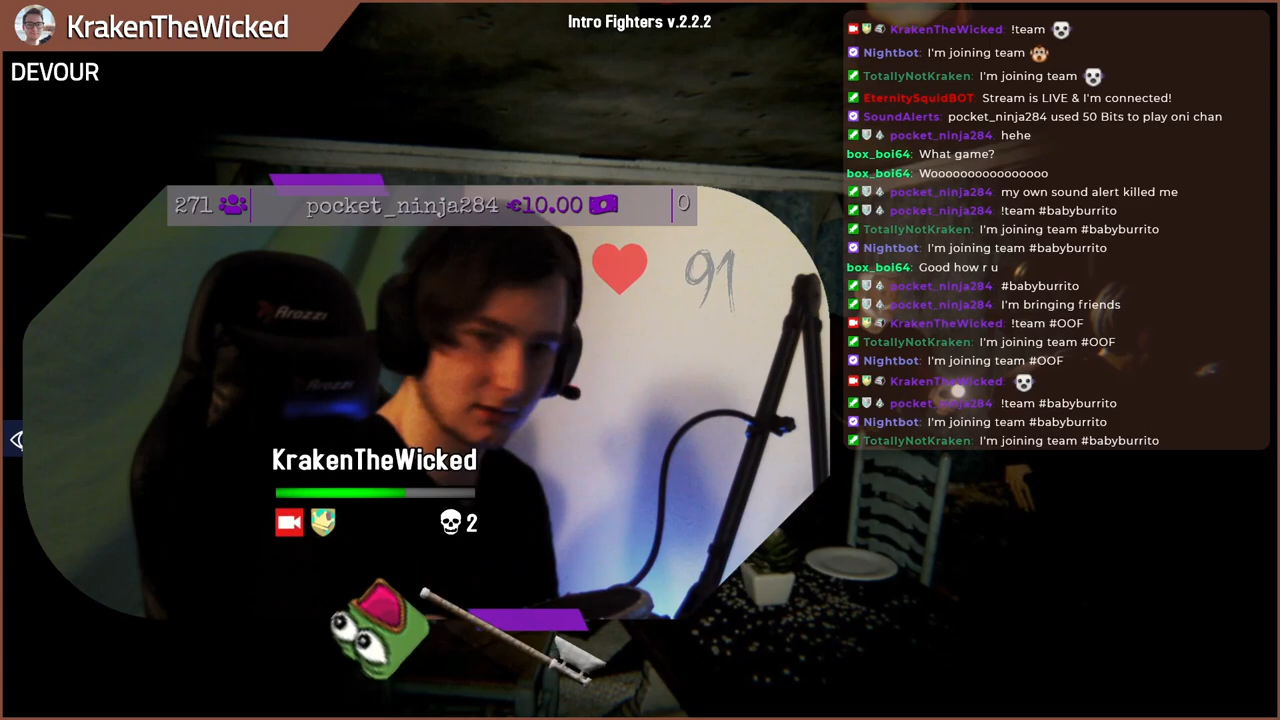 KrakenTheWicked
DEVOUR
Intro Fighters v.2.2.2
271 pocket_ninja284 €10.00 0
91
Arozzi
Arozzi
KrakenTheWicked
2
KrakenTheWicked: !team
Nightbot: I'm joining team
TotallyNotKraken: I'm joining team
EternitySquidBOT: Stream is LIVE & I'm connected!
SoundAlerts: pocket_ninja284 used 50 Bits to play oni chan
pocket_ninja284 hehe
box_boi64: What game?
box_boi64: Woooooooooooooooo
pocket_ninja284 my own sound alert killed me
pocket_ninja284 !team #babyburrito
TotallyNotKraken: I'm joining team #babyburrito
Nightbot: I'm joining team #babyburrito
box_boi64: Good how r u
pocket_ninja284 #babyburrito
pocket_ninja284 I'm bringing friends
KrakenTheWicked: !team #OOF
TotallyNotKraken: I'm joining team #OOF
Nightbot: I'm joining team #OOF
KrakenTheWicked:
pocket_ninja284 !team #babyburrito
Nightbot: I'm joining team #babyburrito
TotallyNotKraken: I'm joining team #babyburrito